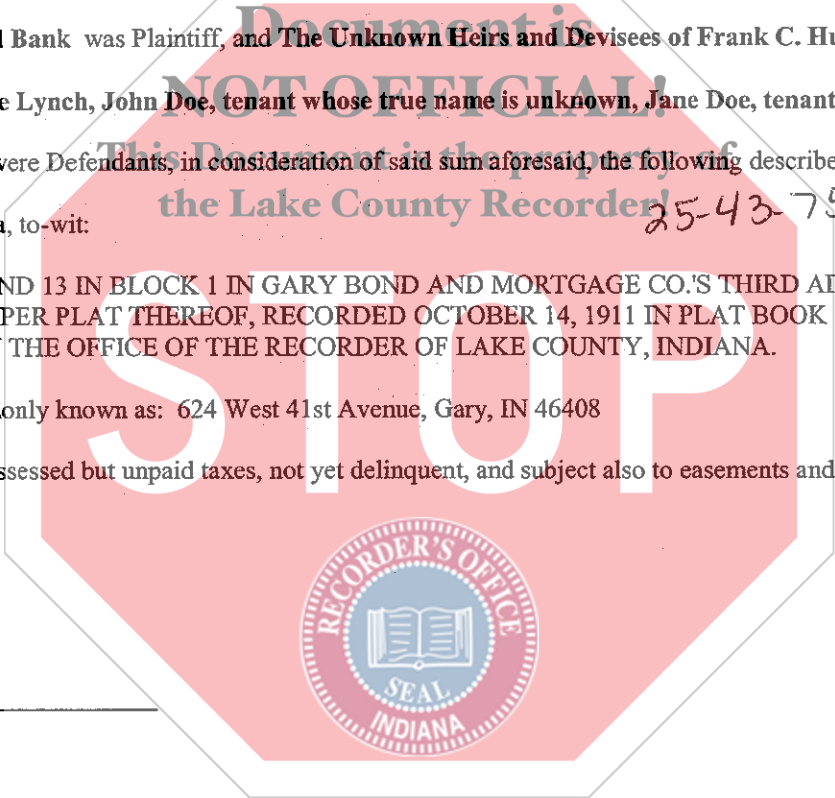 Document is
l Bank was Plaintiff, and The Unknown Heirs and Devisees of Frank C. Hu
NOT OFFICIAL!
e Lynch, John Doe, tenant whose true name is unknown, Jane Doe, tenant
This Document is the property of
were Defendants, in consideration of said sum aforesaid, the following describe
the Lake County Recorder!
25-43-75
a, to-wit:
ND 13 IN BLOCK 1 IN GARY BOND AND MORTGAGE CO.'S THIRD AD
PER PLAT THEREOF, RECORDED OCTOBER 14, 1911 IN PLAT BOOK
THE OFFICE OF THE RECORDER OF LAKE COUNTY, INDIANA.
only known as: 624 West 41st Avenue, Gary, IN 46408
ssessed but unpaid taxes, not yet delinquent, and subject also to easements and
STOP
RECORDER'S OFFICE
SEAL
INDIANA